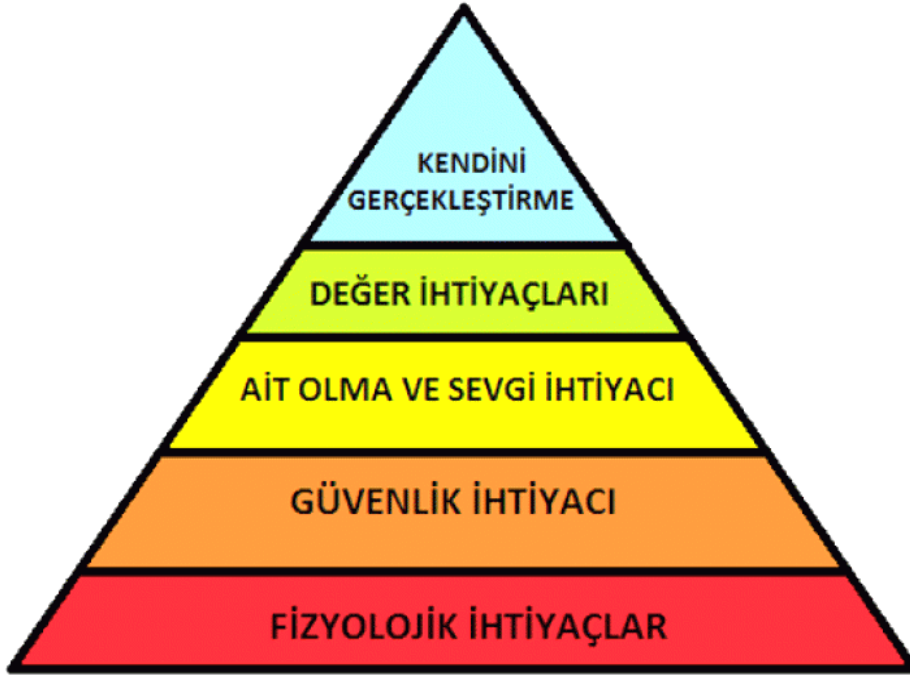 KENDİNİ
GERÇEKLEŞTİRME
DEĞER İHTİYAÇLARI
AİT OLMA VE SEVGİ İHTİYACI
GÜVENLİK İHTİYACI
FİZYOLOJİK İHTİYAÇLAR